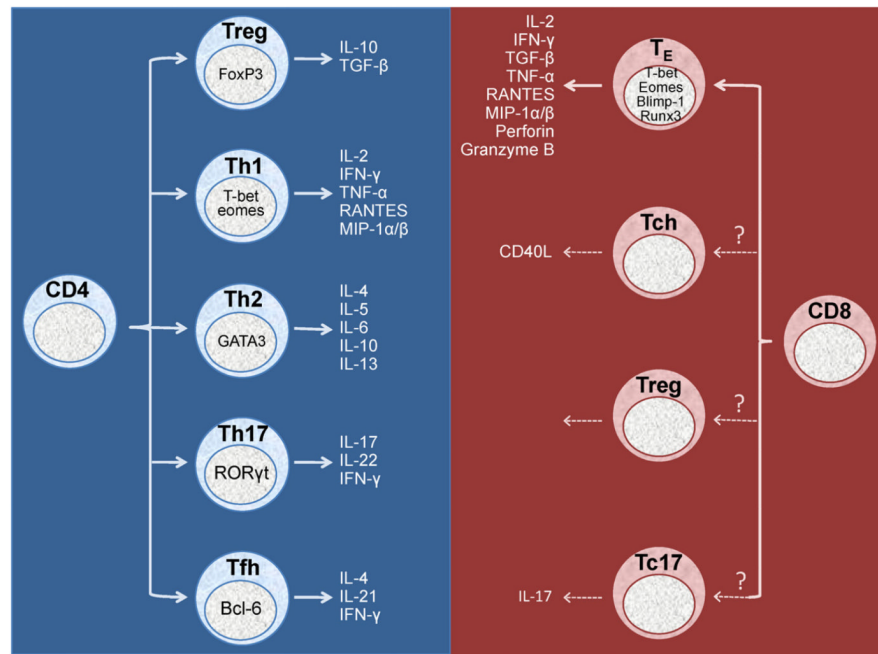 Treg
FoxP3
IL-10
TGF-β
Th1
T-bet
eomes
IL-2
IFN-γ
TNF-α
RANTES
MIP-1α/β
CD4
Th2
GATA3
IL-4
IL-5
IL-6
IL-10
IL-13
Th17
RORγt
IL-17
IL-22
IFN-γ
Tfh
Bcl-6
IL-4
IL-21
IFN-γ
IL-2
IFN-γ
TGF-β
TNF-α
RANTES
MIP-1α/β
Perforin
Granzyme B
TE
T-bet
Eomes
Blimp-1
Runx3
CD40L
Tch
?
CD8
Treg
?
IL-17
Tc17
?